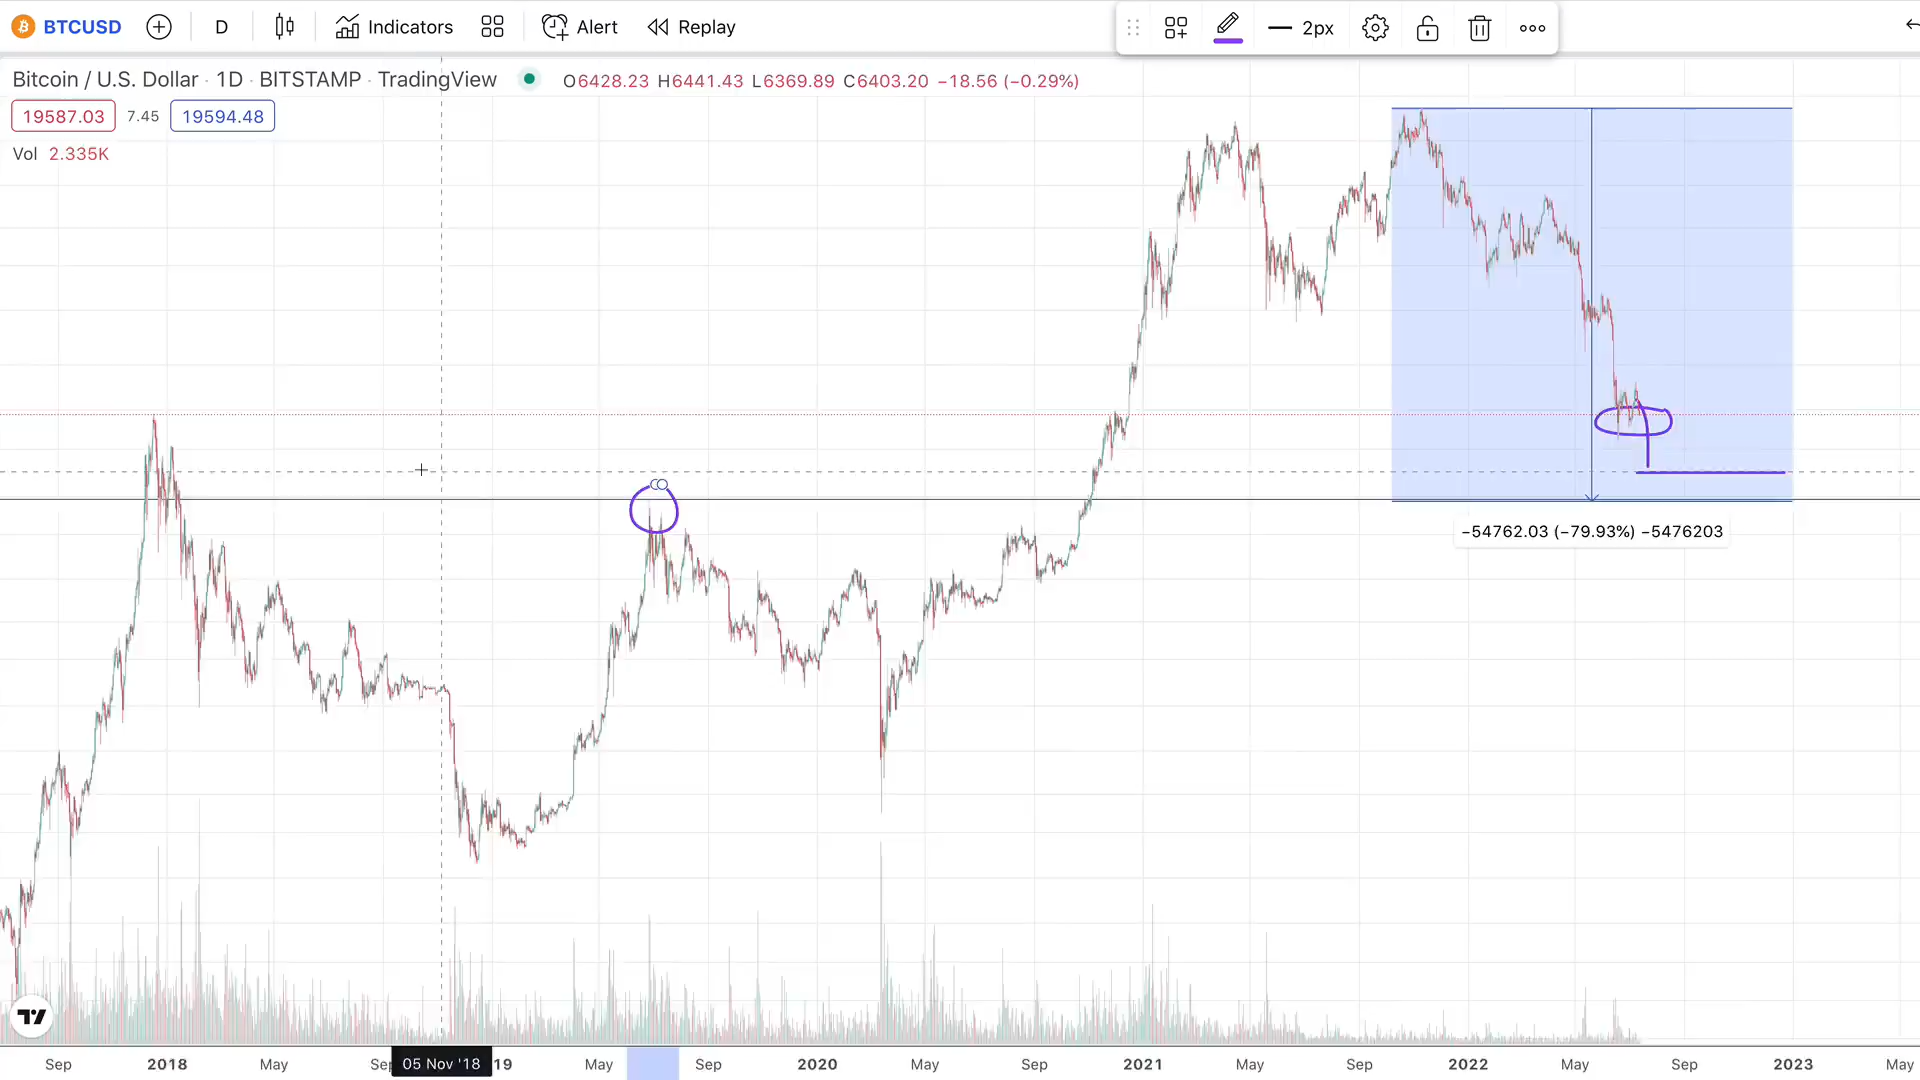 BTCUSD D Indicators Alert Replay 2px
Bitcoin / U.S. Dollar · 1D · BITSTAMP · TradingView O6428.23 H6441.43 L6369.89 C6403.20 −18.56 (−0.29%)
19587.03 7.45 19594.48
Vol 2.335K
−54762.03 (−79.93%) −5476203
Sep 2018 May Sep 05 Nov '18 19 May Sep 2020 May Sep 2021 May Sep 2022 May Sep 2023 May